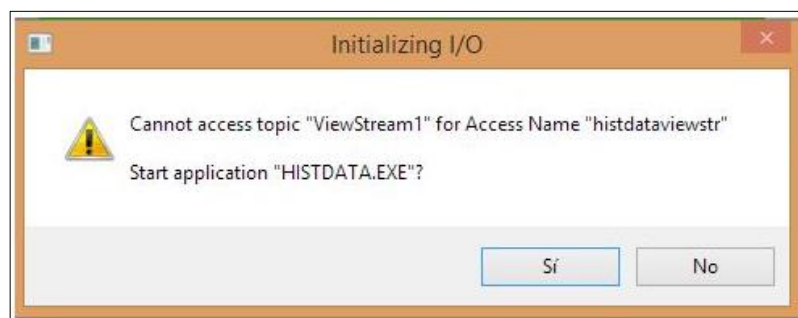 Initializing I/O
Cannot access topic "ViewStream1" for Access Name "histdataviewstr"
Start application "HISTDATA.EXE"?
Sí
No